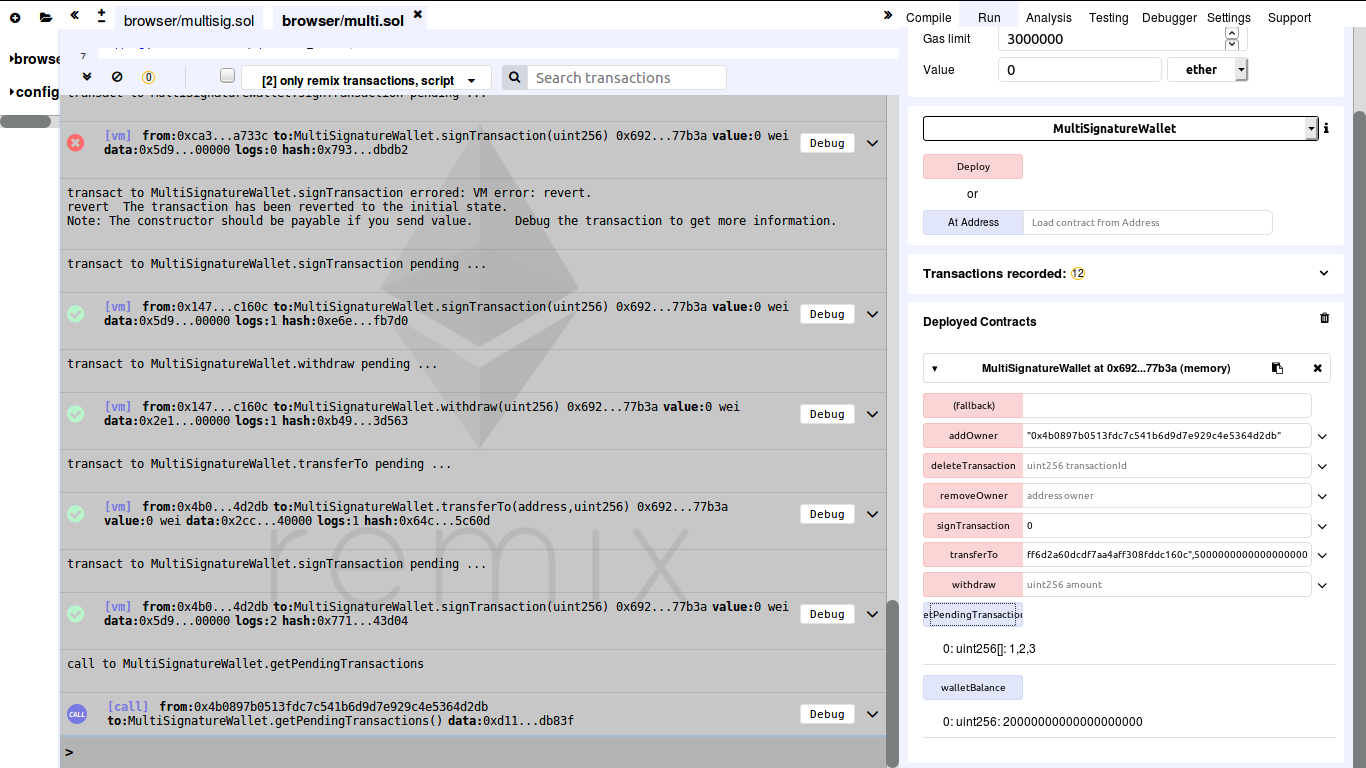 browser/multisig.sol
browser/multi.sol
Compile Run Analysis Testing Debugger Settings Support
browse
config
7
0
[2] only remix transactions, script
Search transactions
transact to MultiSignatureWallet.signTransaction pending ...
[vm] from:0xca3...a733c to:MultiSignatureWallet.signTransaction(uint256) 0x692...77b3a value:0 wei
data:0x5d9...00000 logs:0 hash:0x793...dbdb2
Debug
transact to MultiSignatureWallet.signTransaction errored: VM error: revert.
revert The transaction has been reverted to the initial state.
Note: The constructor should be payable if you send value. Debug the transaction to get more information.
transact to MultiSignatureWallet.signTransaction pending ...
[vm] from:0x147...c160c to:MultiSignatureWallet.signTransaction(uint256) 0x692...77b3a value:0 wei
data:0x5d9...00000 logs:1 hash:0xe6e...fb7d0
Debug
transact to MultiSignatureWallet.withdraw pending ...
[vm] from:0x147...c160c to:MultiSignatureWallet.withdraw(uint256) 0x692...77b3a value:0 wei
data:0x2e1...00000 logs:1 hash:0xb49...3d563
Debug
transact to MultiSignatureWallet.transferTo pending ...
[vm] from:0x4b0...4d2db to:MultiSignatureWallet.transferTo(address,uint256) 0x692...77b3a
value:0 wei data:0x2cc...40000 logs:1 hash:0x64c...5c60d
Debug
remix
transact to MultiSignatureWallet.signTransaction pending ...
[vm] from:0x4b0...4d2db to:MultiSignatureWallet.signTransaction(uint256) 0x692...77b3a value:0 wei
data:0x5d9...00000 logs:2 hash:0x771...43d04
Debug
call to MultiSignatureWallet.getPendingTransactions
CALL
[call] from:0x4b0897b0513fdc7c541b6d9d7e929c4e5364d2db
to:MultiSignatureWallet.getPendingTransactions() data:0xd11...db83f
Debug
>
Gas limit 3000000
Value 0 ether
MultiSignatureWallet
Deploy
or
At Address Load contract from Address
Transactions recorded: 12
Deployed Contracts
MultiSignatureWallet at 0x692...77b3a (memory)
(fallback)
addOwner "0x4b0897b0513fdc7c541b6d9d7e929c4e5364d2db"
deleteTransaction uint256 transactionId
removeOwner address owner
signTransaction 0
transferTo ff6d2a60dcdf7aa4aff308fddc160c",5000000000000000000
withdraw uint256 amount
etPendingTransaction
0: uint256[]: 1,2,3
walletBalance
0: uint256: 20000000000000000000